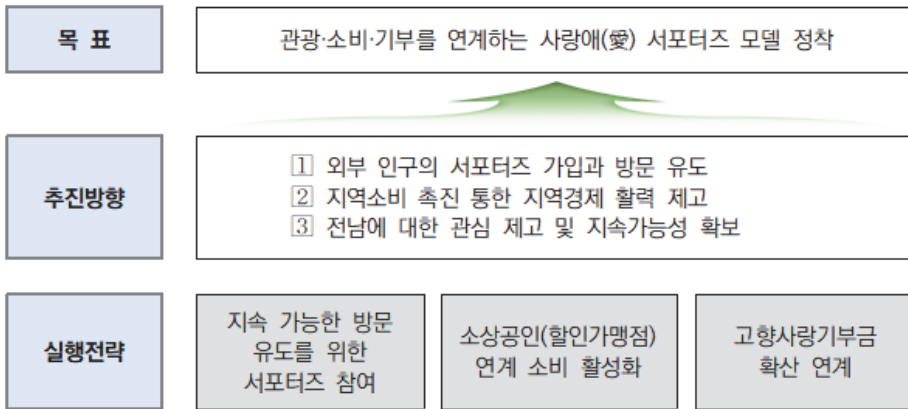 목 표
관광·소비·기부를 연계하는 사랑애(愛) 서포터즈 모델 정착
추진방향
1 외부 인구의 서포터즈 가입과 방문 유도
2 지역소비 촉진 통한 지역경제 활력 제고
3 전남에 대한 관심 제고 및 지속가능성 확보
실행전략
지속 가능한 방문
유도를 위한
서포터즈 참여
소상공인(할인가맹점)
연계 소비 활성화
고향사랑기부금
확산 연계